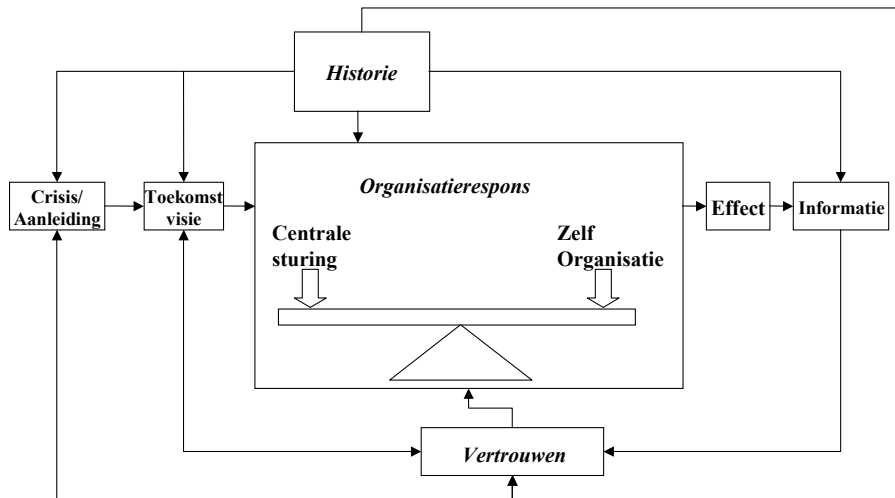 Historie
Organisatierespons
Crisis/
Aanleiding
Toekomst
visie
Centrale
sturing
Zelf
Organisatie
Effect
Informatie
Vertrouwen